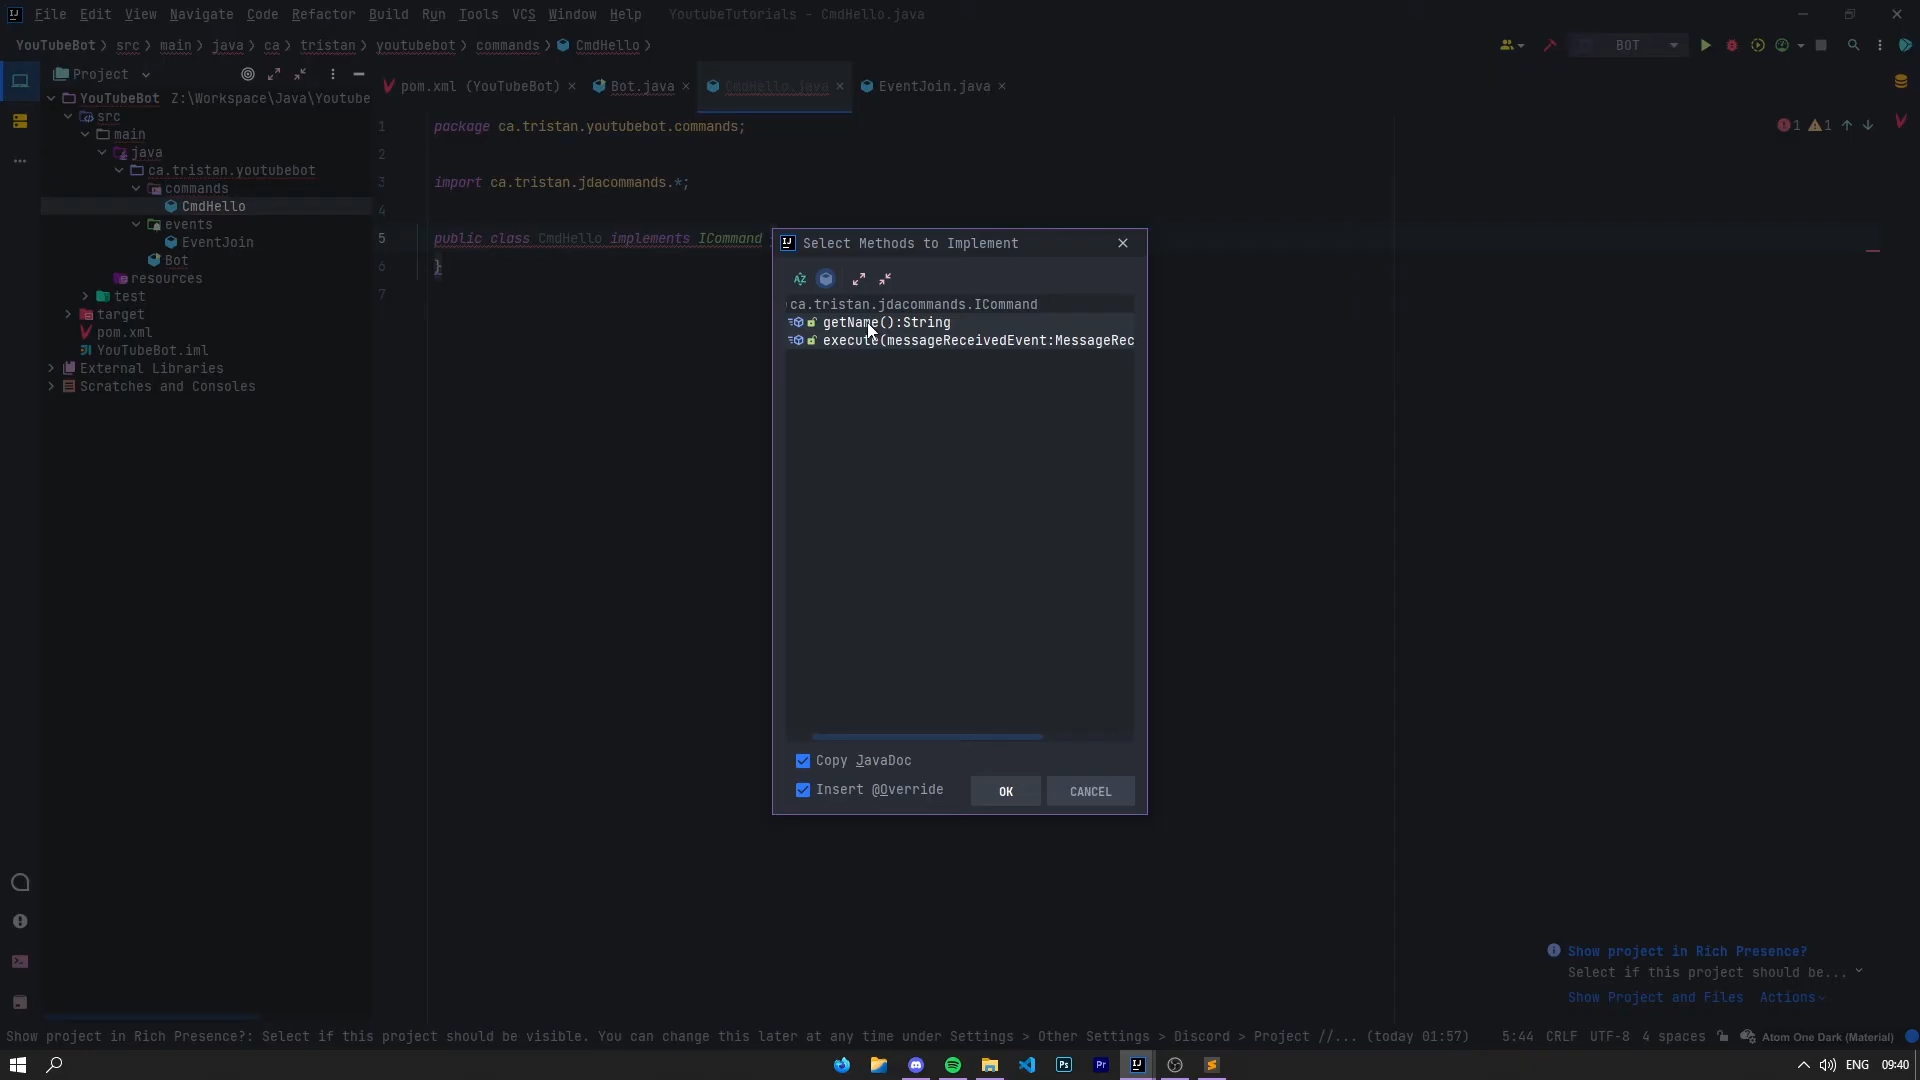 File Edit View Navigate Code Refactor Build Run Tools VCS Window Help YoutubeTutorials - CmdHello.java
YouTubeBot src main java ca tristan youtubebot commands CmdHello
BOT
Project
pom.xml (YouTubeBot) Bot.java CmdHello.java EventJoin.java
YouTubeBot Z:\Workspace\Java\Youtube
src
main
java
ca.tristan.youtubebot
commands
CmdHello
events
EventJoin
Bot
resources
test
target
pom.xml
YouTubeBot.iml
External Libraries
Scratches and Consoles
1 package ca.tristan.youtubebot.commands;
2
3 import ca.tristan.jdacommands.*;
4
5 public class CmdHello implements ICommand
6 }
7
1 1
Select Methods to Implement
ca.tristan.jdacommands.ICommand
getName():String
execute(messageReceivedEvent:MessageRec
Copy JavaDoc
Insert @Override
OK CANCEL
Show project in Rich Presence?
Select if this project should be...
Show Project and Files Actions
Show project in Rich Presence?: Select if this project should be visible. You can change this later at any time under Settings > Other Settings > Discord > Project //... (today 01:57) 5:44 CRLF UTF-8 4 spaces Atom One Dark (Material)
ENG 09:40